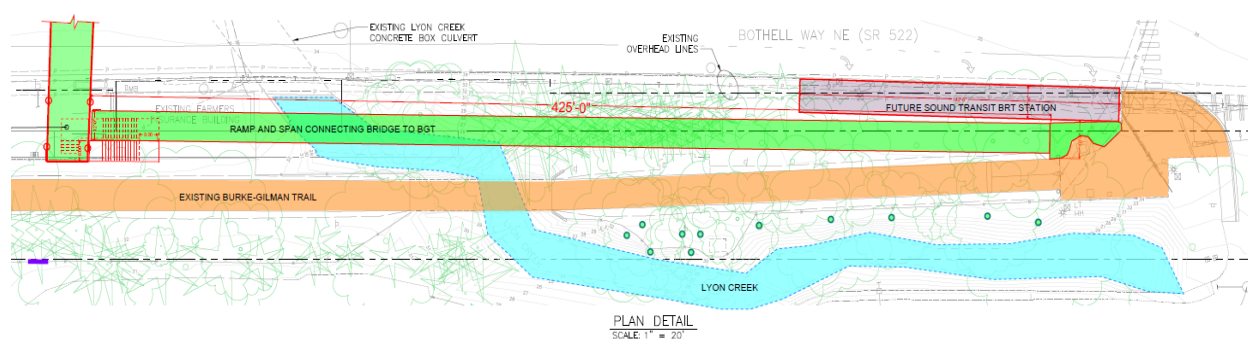 EXISTING LYON CREEK
CONCRETE BOX CULVERT
EXISTING
OVERHEAD LINES
BOTHELL WAY NE (SR 522)
EXISTING FARMERS
INSURANCE BUILDING
425'-0"
FUTURE SOUND TRANSIT BRT STATION
RAMP AND SPAN CONNECTING BRIDGE TO BGT
EXISTING BURKE-GILMAN TRAIL
LYON CREEK
PLAN DETAIL
SCALE: 1" = 20'